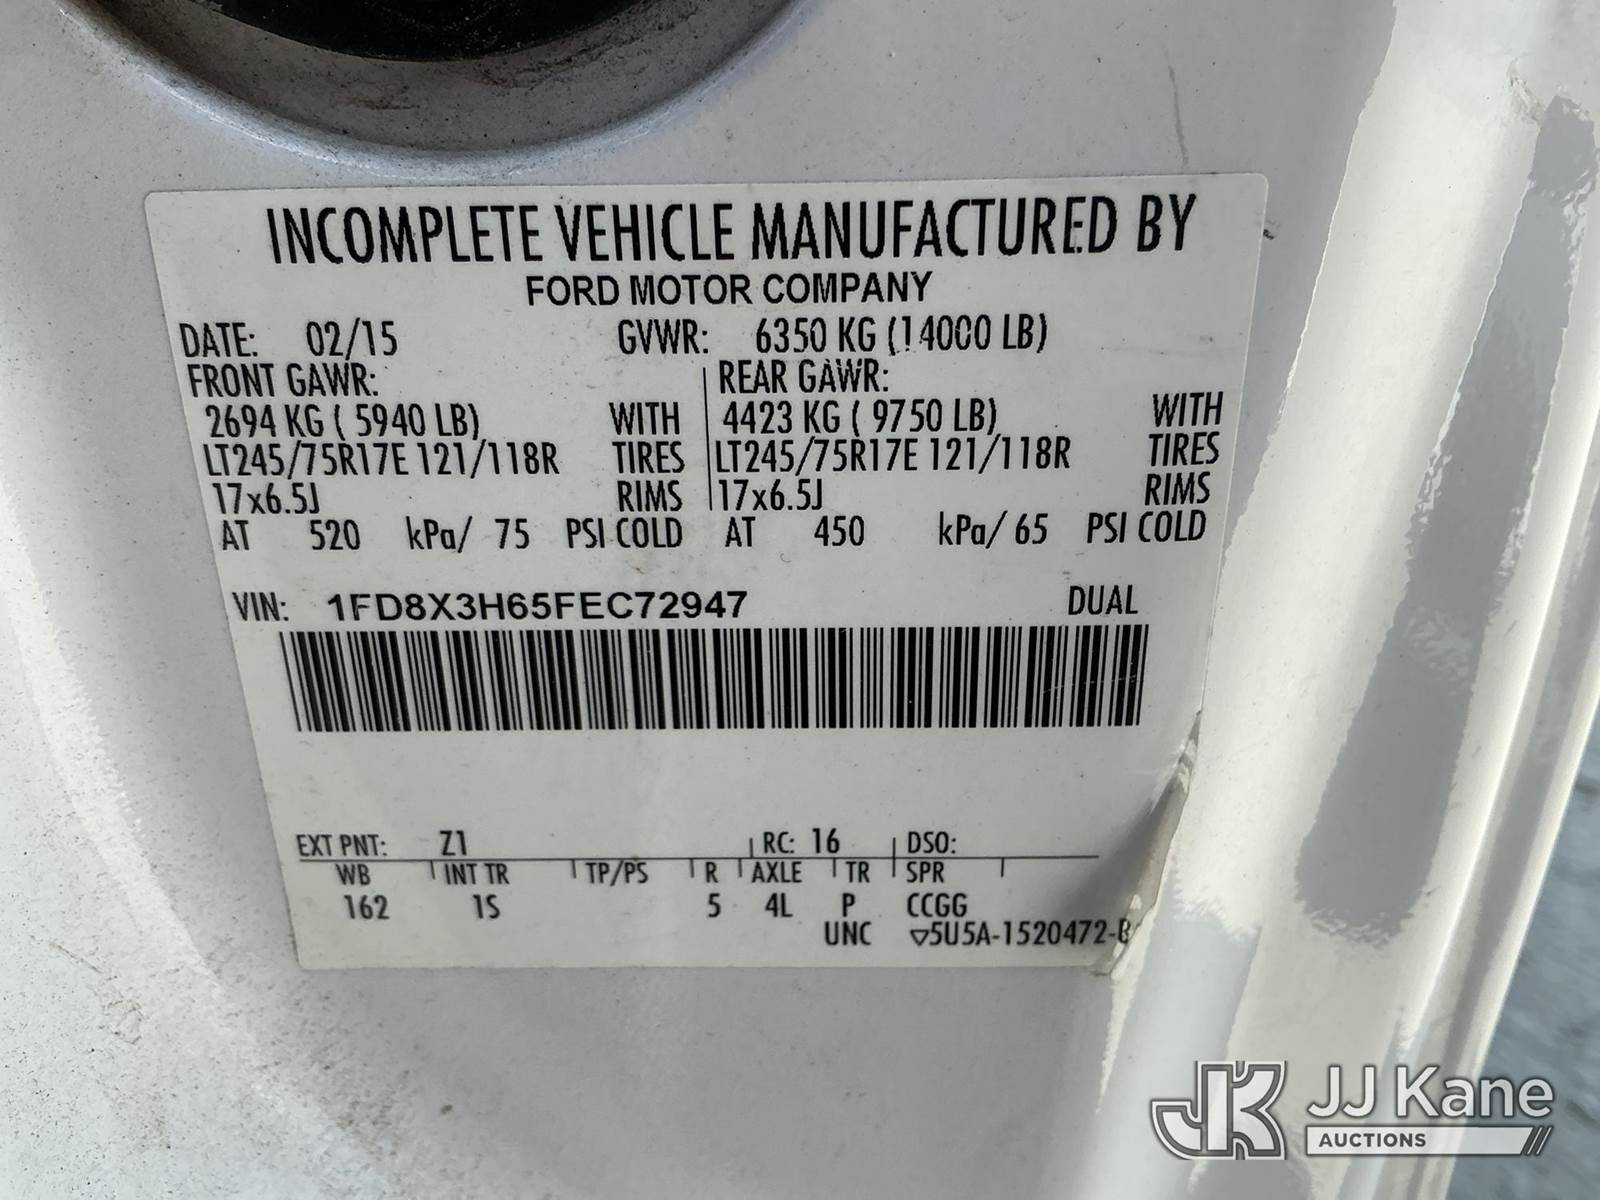 INCOMPLETE VEHICLE MANUFACTURED BY
FORD MOTOR COMPANY
DATE: 02/15 GVWR: 6350 KG (14000 LB)
FRONT GAWR: REAR GAWR:
2694 KG ( 5940 LB) WITH 4423 KG ( 9750 LB) WITH
LT245/75R17E 121/118R TIRES LT245/75R17E 121/118R TIRES
17x6.5J RIMS 17x6.5J RIMS
AT 520 kPa/ 75 PSI COLD AT 450 kPa/ 65 PSI COLD
VIN: 1FD8X3H65FEC72947 DUAL
EXT PNT: Z1 RC: 16 DSO:
WB INT TR TP/PS R AXLE TR SPR
162 1S 5 4L P CCGG
UNC ▽5U5A-1520472-
JK JJ Kane
AUCTIONS